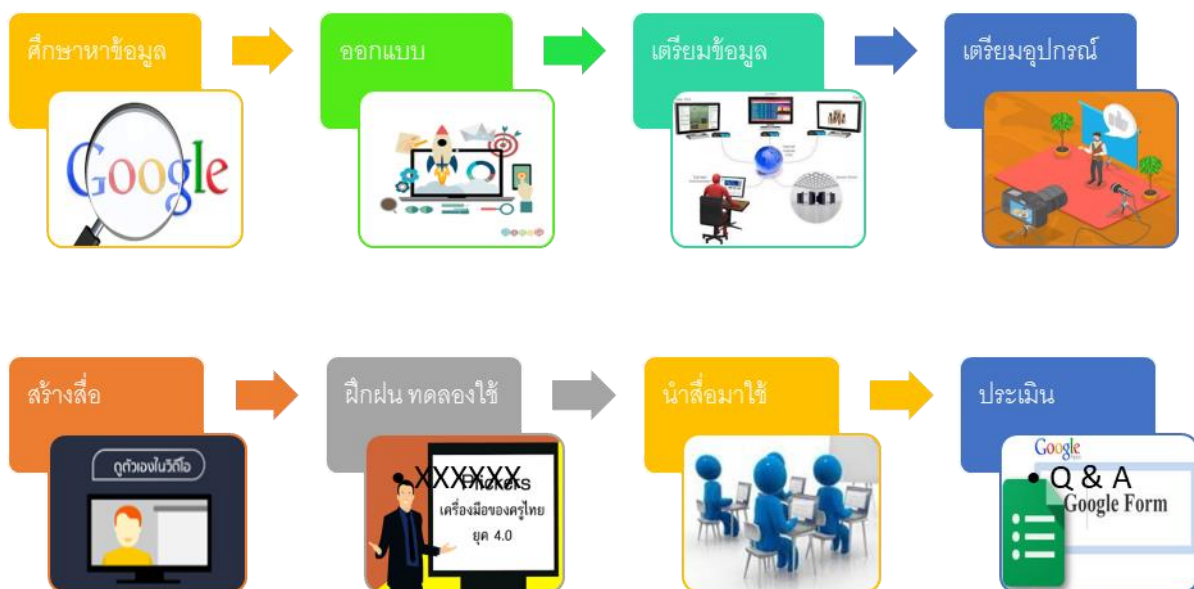 ศึกษาหาข้อมูล
ออกแบบ
เตรียมข้อมูล
เตรียมอุปกรณ์
Google
สร้างสื่อ
ฝึกฝน ทดลองใช้
นำสื่อมาใช้
ประเมิน
ดูตัวเองในวิดีโอ
• XXXXXX
Plickers
เครื่องมือของครูไทย
ยุค 4.0
Google
• Q & A
Google Form